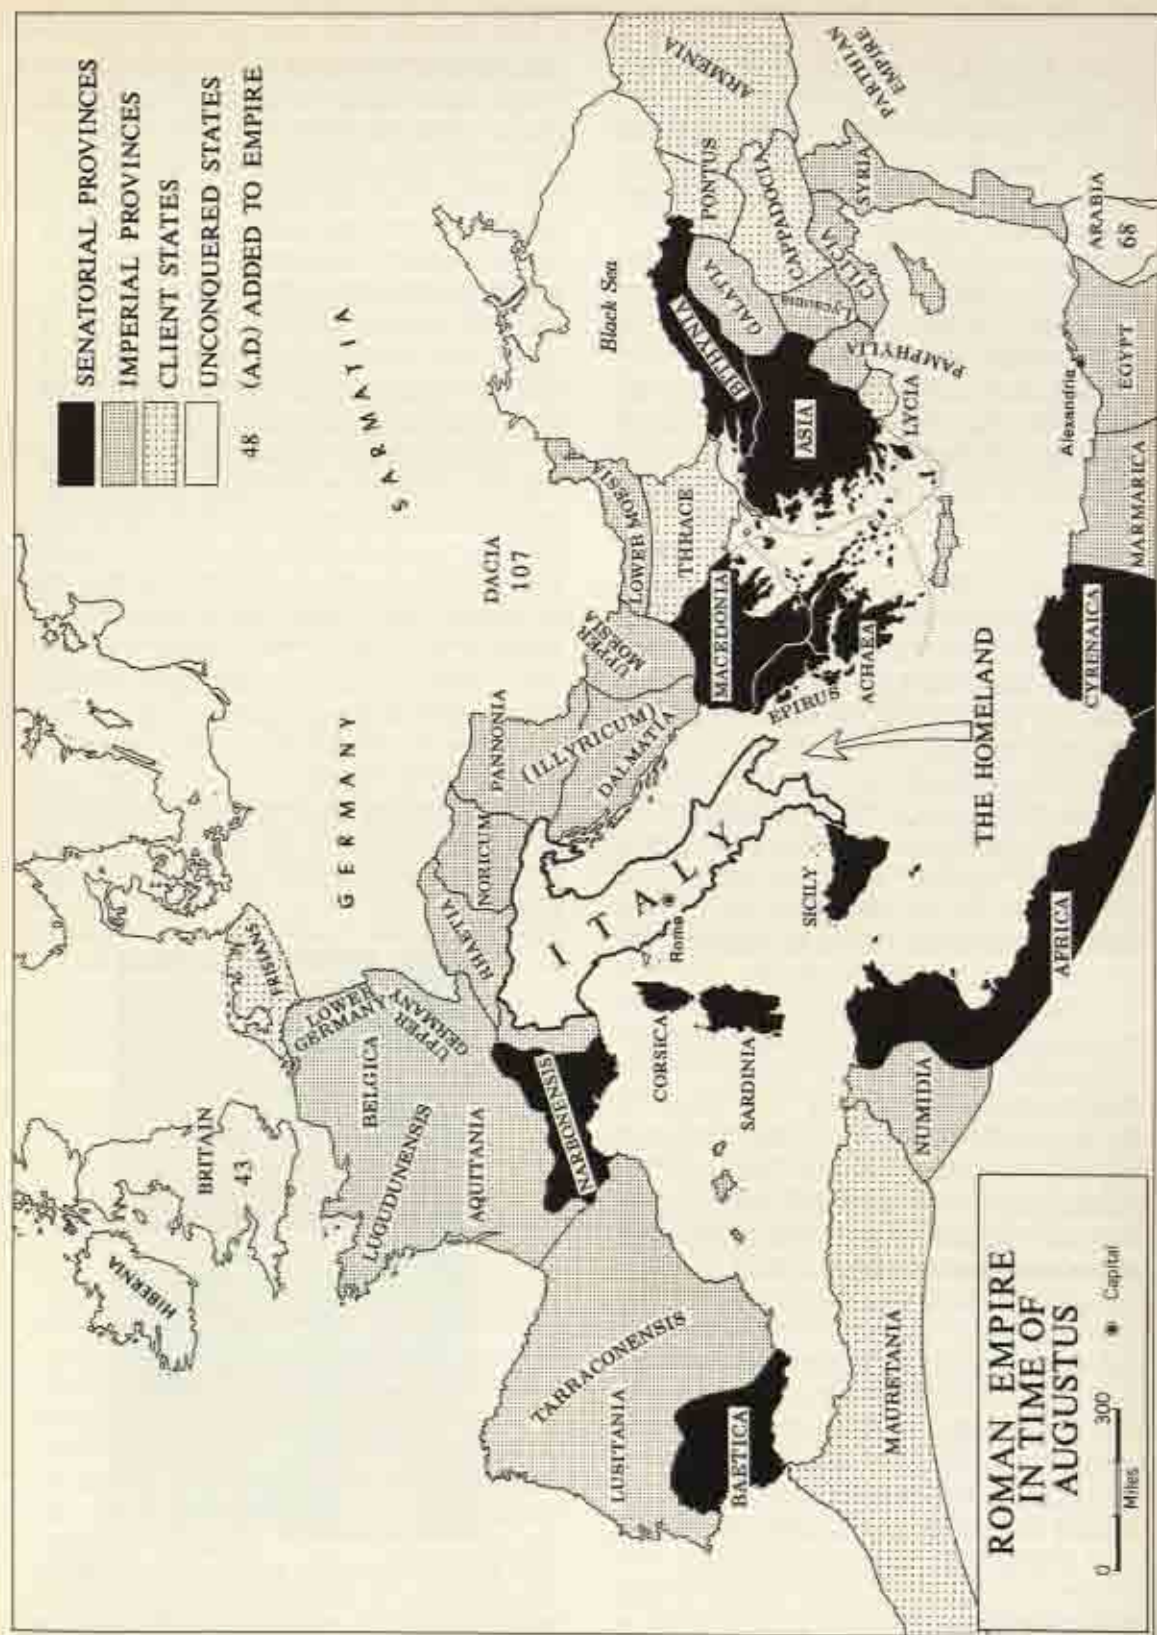 SENATORIAL PROVINCES
IMPERIAL PROVINCES
CLIENT STATES
UNCONQUERED STATES
48 (A.D.) ADDED TO EMPIRE
HIBERNIA
BRITAIN
43
FRISIANS
LOWER
GERMANY
UPPER
GERMANY
BELGICA
LUGUDUNENSIS
AQUITANIA
NARBONENSIS
GERMANY
SARMATIA
DACIA
107
RHAETIA
NORICUM
PANNONIA
(ILLYRICUM)
DALMATIA
UPPER
MOESIA
LOWEB MOESI
THRACE
MACEDONIA
EPIRUS
ACHAEA
Black Sea
BITHYNIA
ASIA
GALATIA
PONTUS
CAPPADOCIA
ARMENIA
PARTHIAN
EMPIRE
Lycaonia
CILICIA
SYRIA
PAMPHYLIA
LYCIA
ARABIA
68
EGYPT
Alexandria
MARMARICA
CYRENAICA
AFRICA
NUMIDIA
MAURETANIA
ITALY
Rome
CORSICA
SARDINIA
SICILY
THE HOMELAND
TARRACONENSIS
LUSITANIA
BAETICA
ROMAN EMPIRE
IN TIME OF
AUGUSTUS
0 300
Miles
Capital